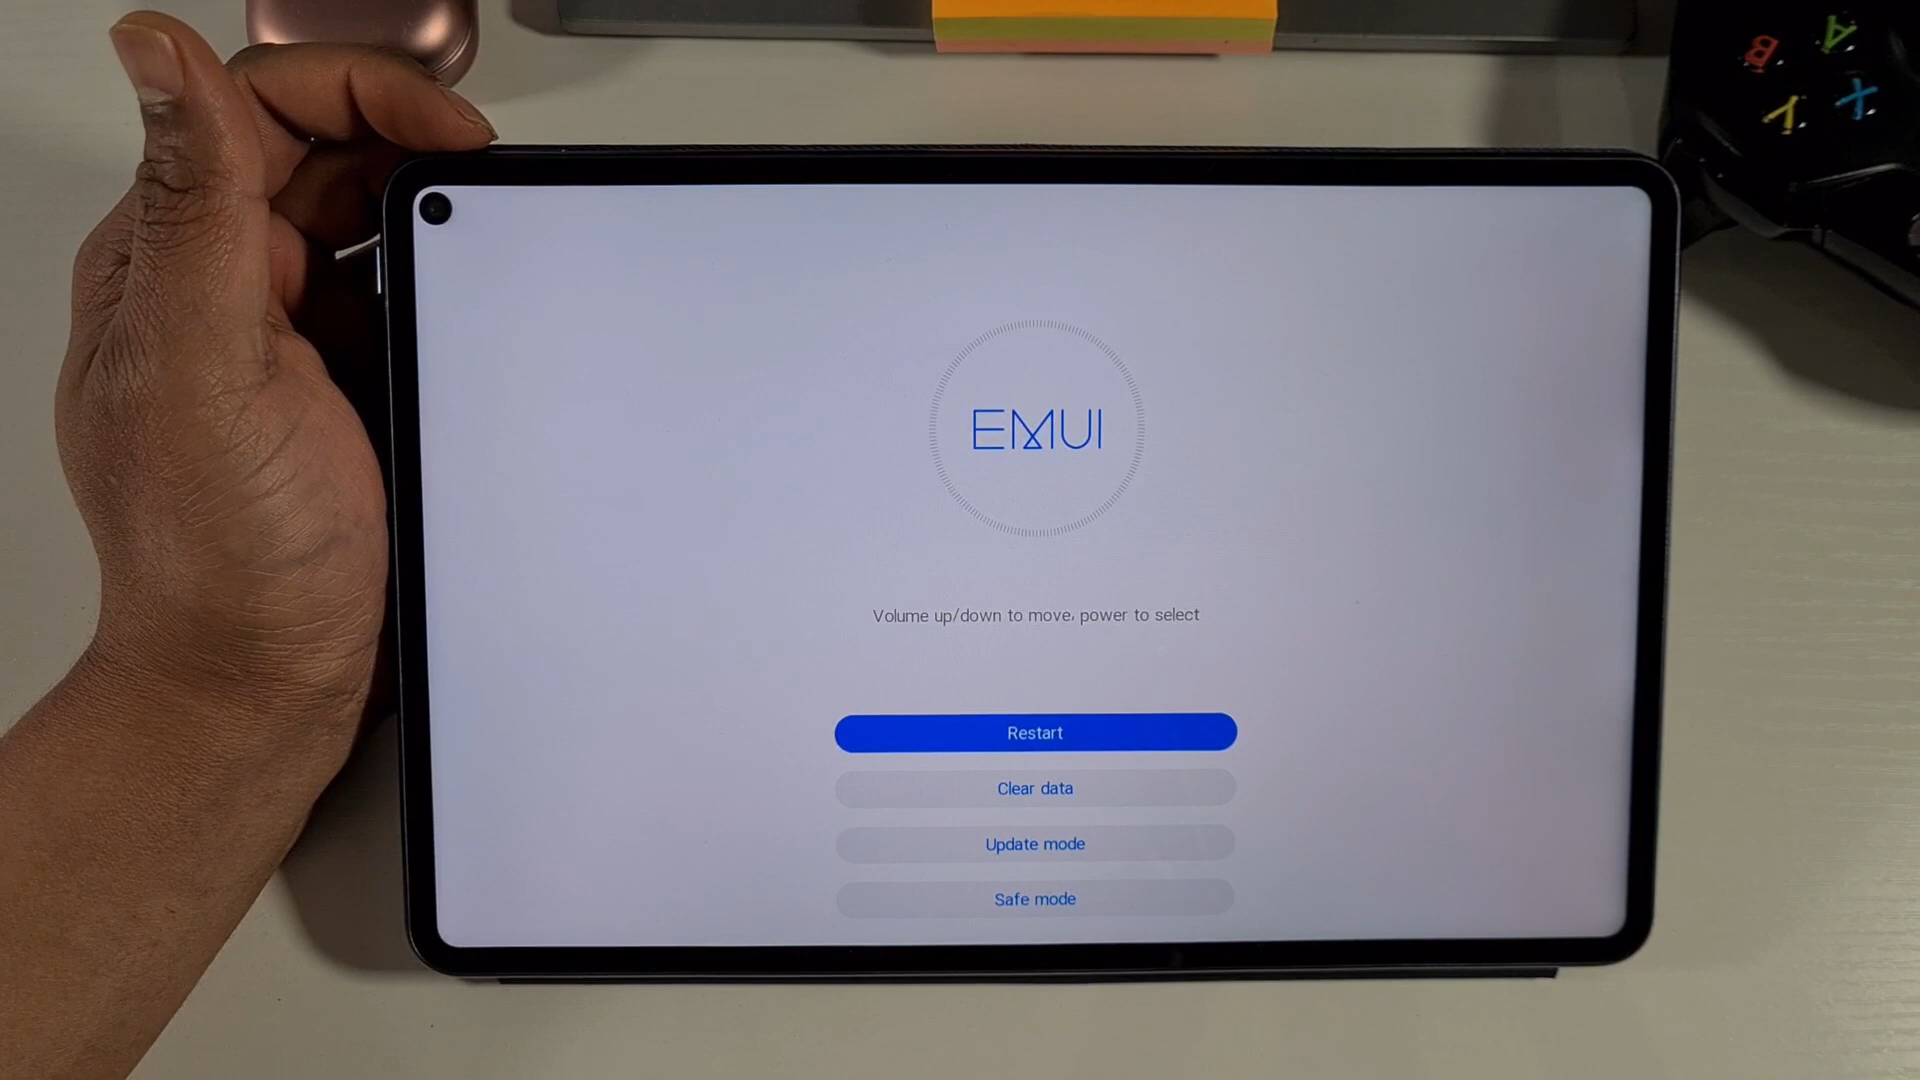 B A
Y X
EMUI
Volume up/down to move, power to select
Restart
Clear data
Update mode
Safe mode